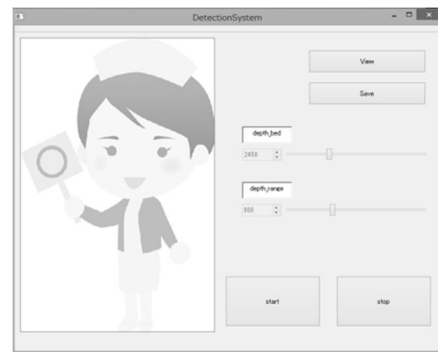 DetectionSystem
View
Save
depth_bed
2450
depth_range
start
stop